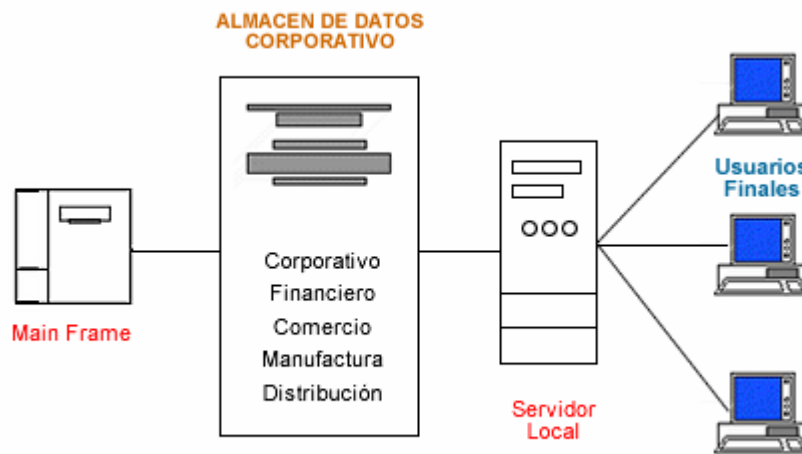 ALMACEN DE DATOS
CORPORATIVO
Main Frame
Corporativo
Financiero
Comercio
Manufactura
Distribución
Servidor
Local
Usuarios
Finales